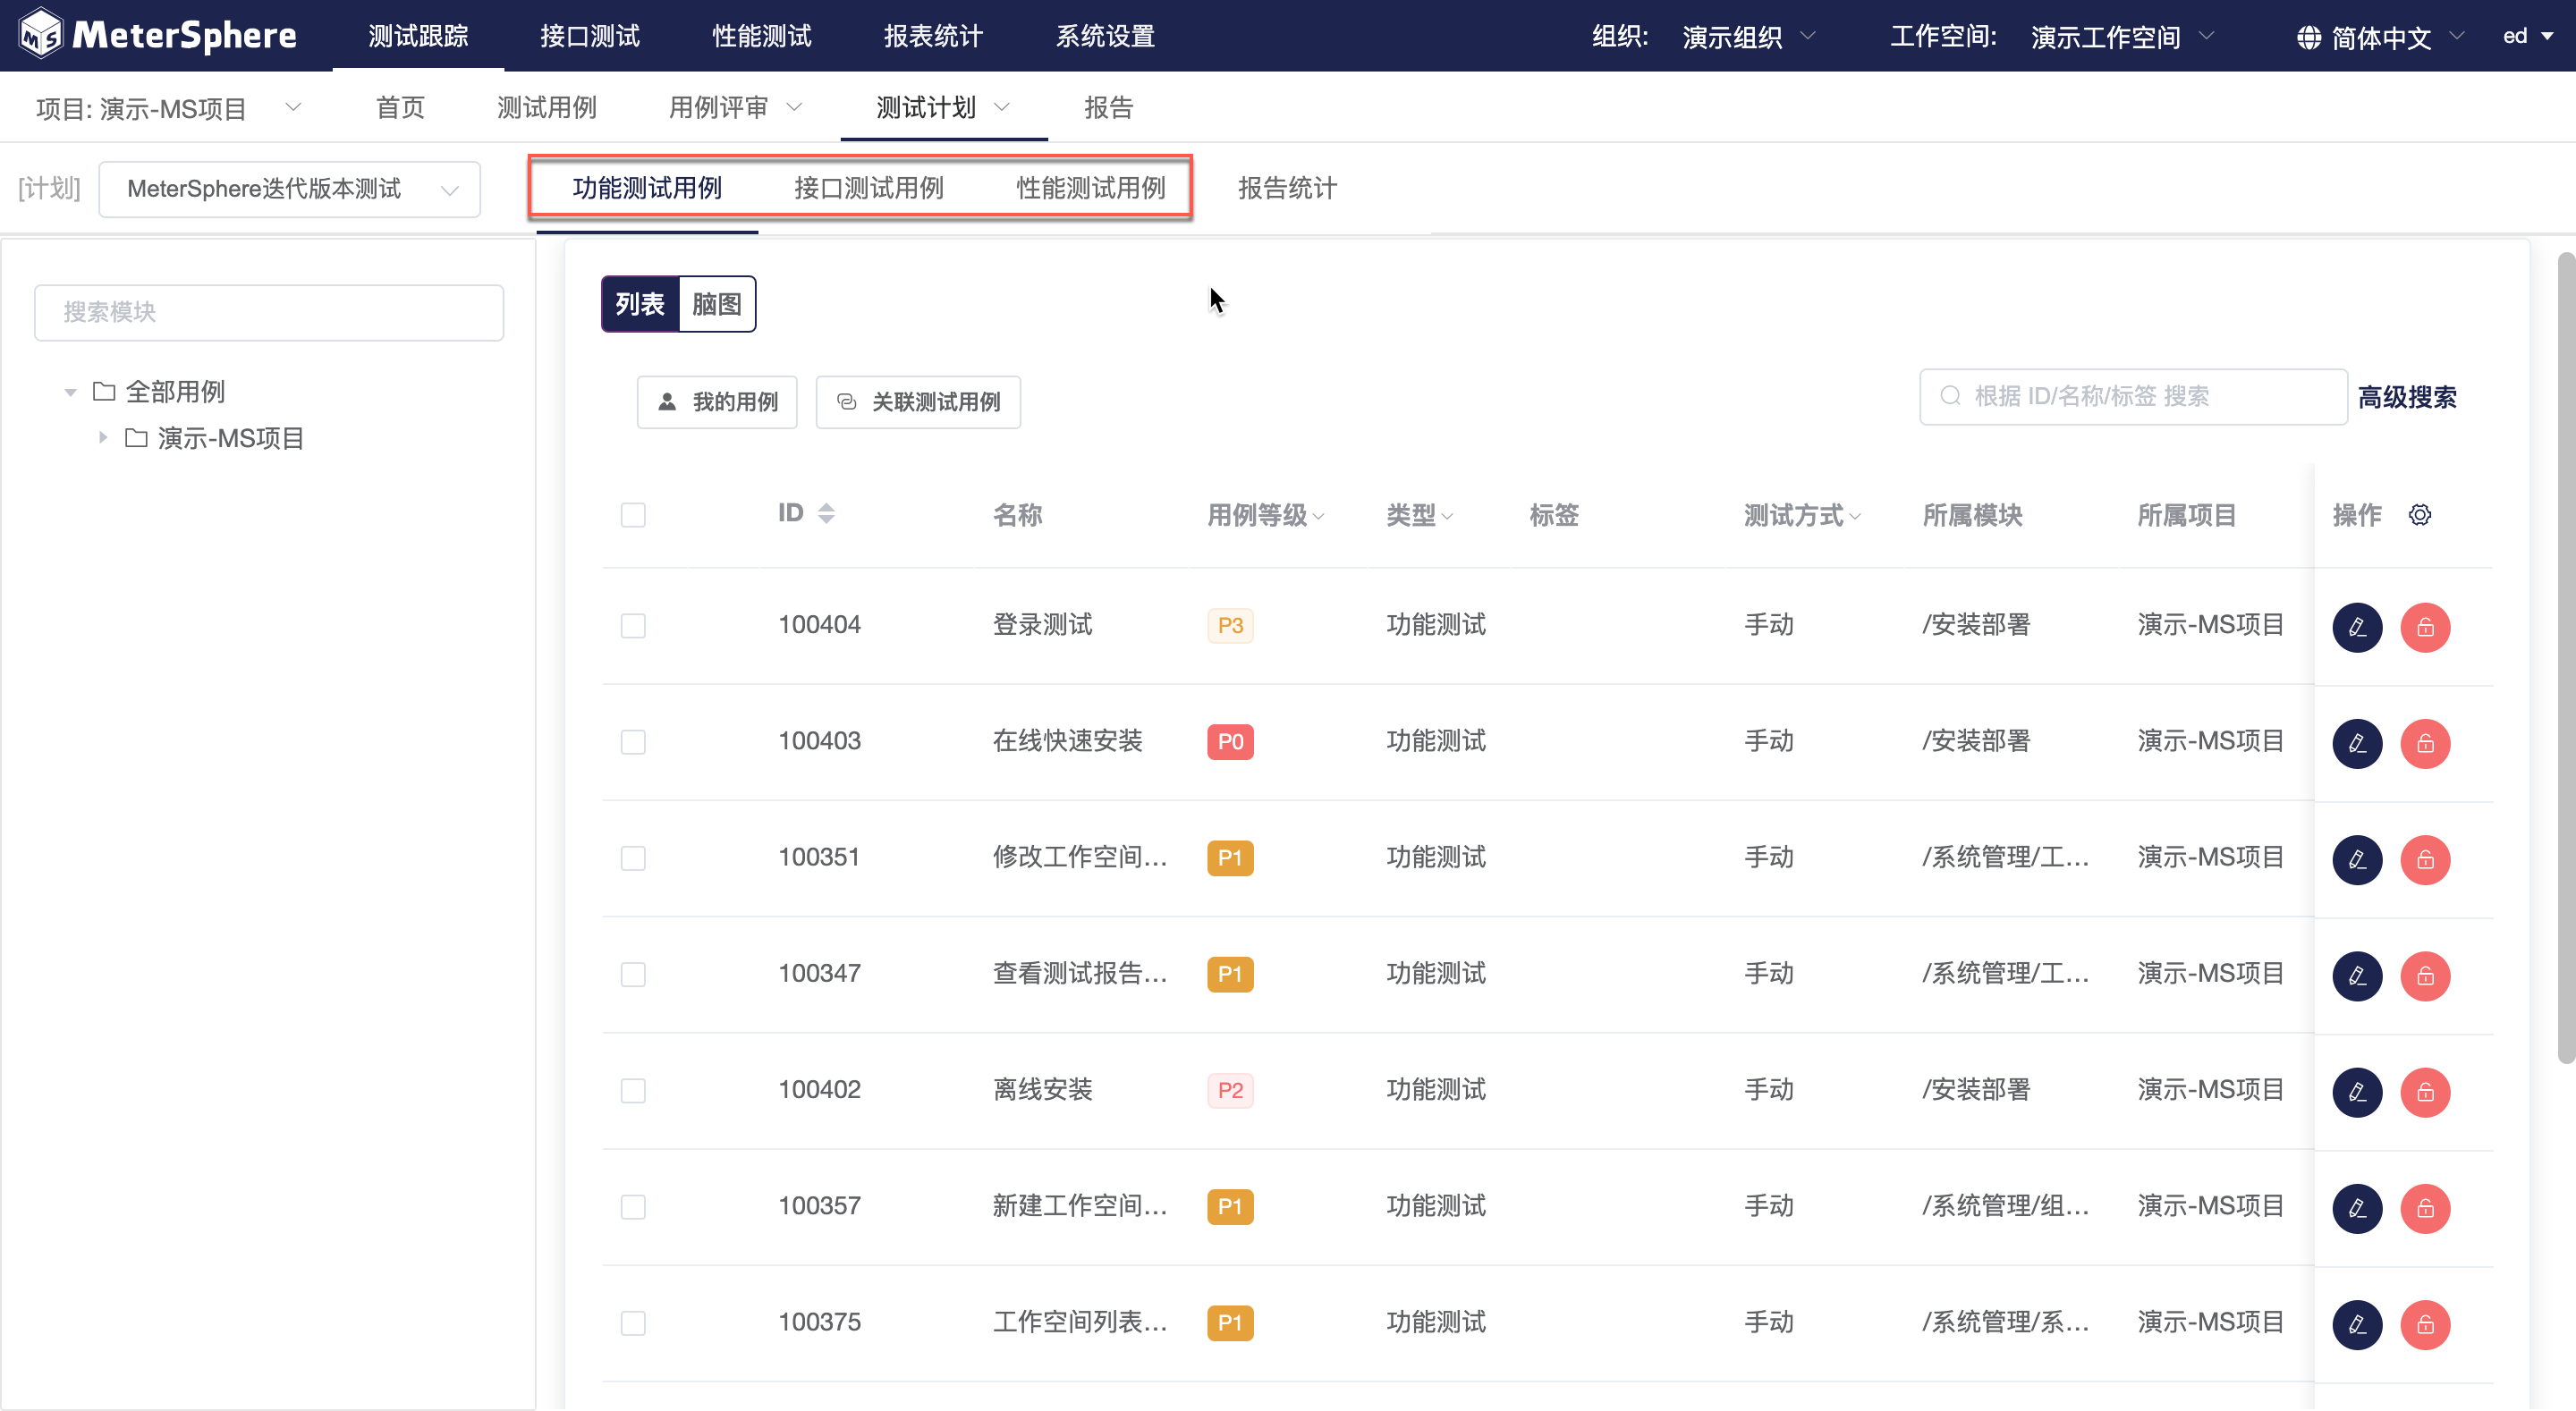 MS MeterSphere 测试跟踪 接口测试 性能测试 报表统计 系统设置 组织: 演示组织 工作空间: 演示工作空间 简体中文 ed
项目: 演示-MS项目 首页 测试用例 用例评审 测试计划 报告
[计划] MeterSphere迭代版本测试 功能测试用例 接口测试用例 性能测试用例 报告统计
搜索模块
全部用例
演示-MS项目
列表 脑图
我的用例 关联测试用例 根据 ID/名称/标签 搜索 高级搜索
ID 名称 用例等级 类型 标签 测试方式 所属模块 所属项目 操作
100404 登录测试 P3 功能测试 手动 /安装部署 演示-MS项目
100403 在线快速安装 P0 功能测试 手动 /安装部署 演示-MS项目
100351 修改工作空间... P1 功能测试 手动 /系统管理/工... 演示-MS项目
100347 查看测试报告... P1 功能测试 手动 /系统管理/工... 演示-MS项目
100402 离线安装 P2 功能测试 手动 /安装部署 演示-MS项目
100357 新建工作空间... P1 功能测试 手动 /系统管理/组... 演示-MS项目
100375 工作空间列表... P1 功能测试 手动 /系统管理/系... 演示-MS项目